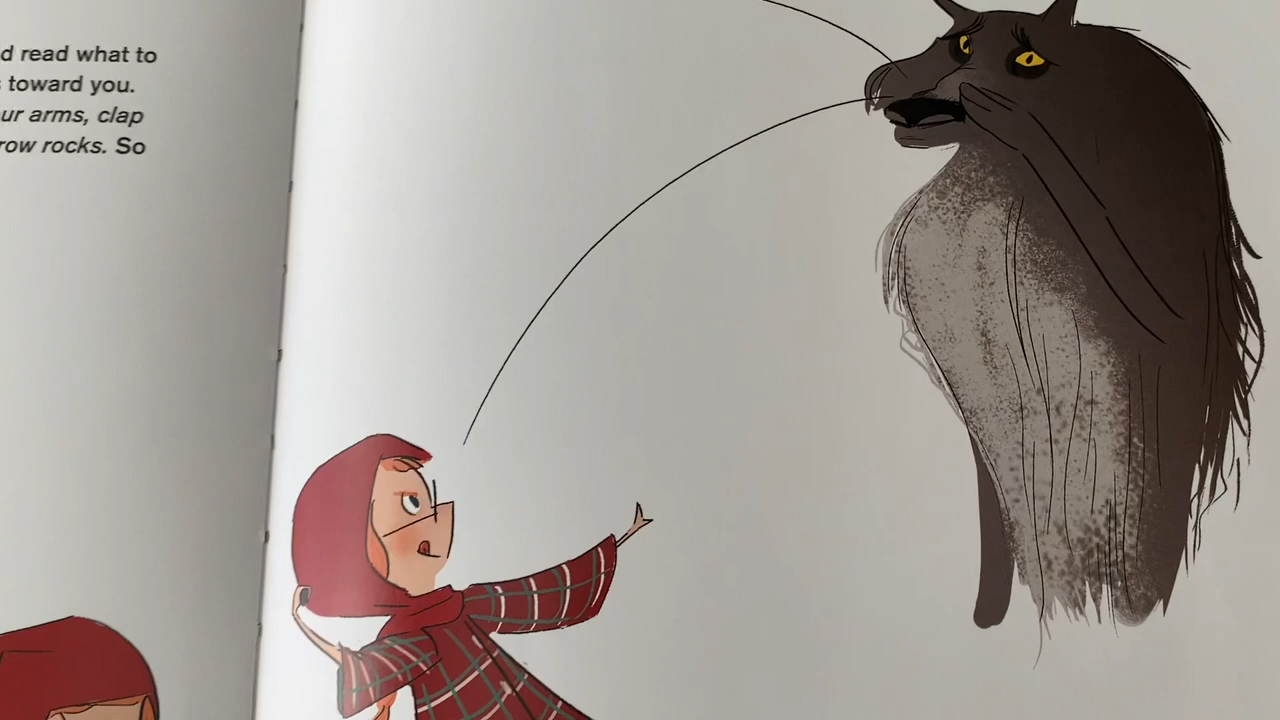 d read what to
toward you.
ur arms, clap
row rocks. So